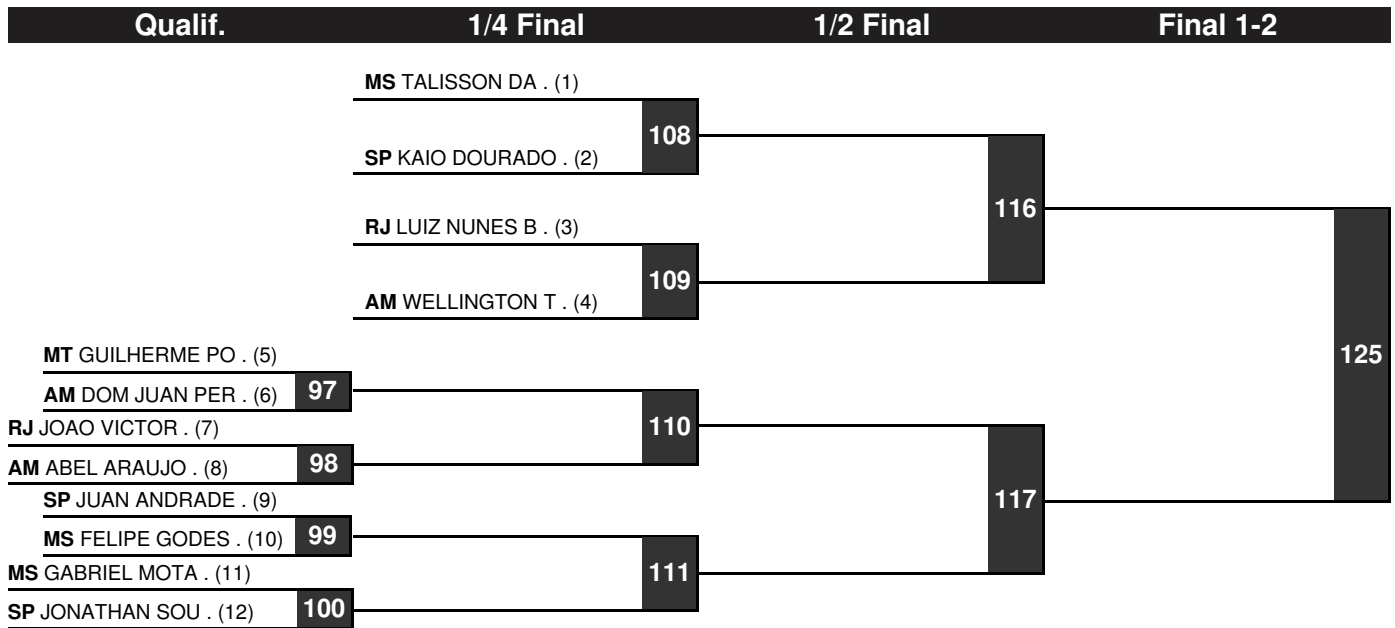 Qualif. 1/4 Final 1/2 Final Final 1-2
MS TALISSON DA . (1)
108
SP KAIO DOURADO . (2)
116
RJ LUIZ NUNES B . (3)
109
AM WELLINGTON T . (4)
125
MT GUILHERME PO . (5)
AM DOM JUAN PER . (6) 97
RJ JOAO VICTOR . (7)
110
AM ABEL ARAUJO . (8) 98
SP JUAN ANDRADE . (9)
117
MS FELIPE GODES . (10) 99
MS GABRIEL MOTA . (11)
111
SP JONATHAN SOU . (12) 100